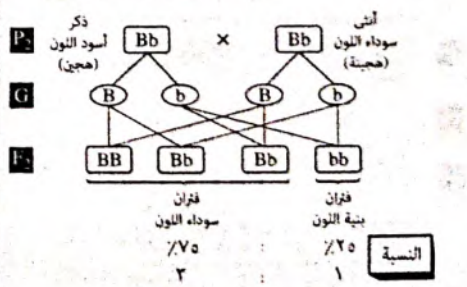 ذكر
أسود اللون
(هجين)
أنثى
سوداء اللون
(هجينة)
P₂ Bb × Bb
G B b B b
F₂ BB Bb Bb bb
فئران
سوداء اللون
فئران
بنية اللون
النسبة
٪٧٥ : ٪٢٥
٣ : ١